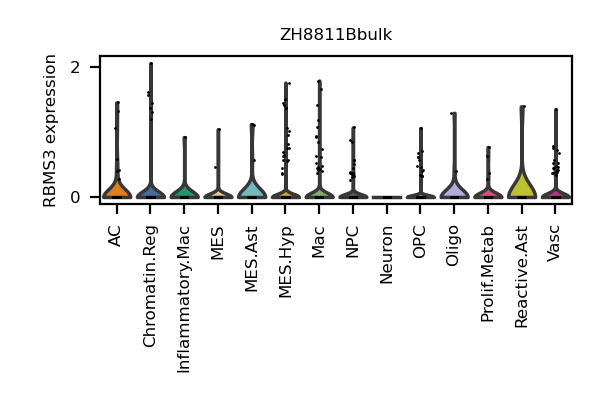 ZH8811Bbulk
RBMS3 expression
2
0
AC
Chromatin.Reg
Inflammatory.Mac
MES
MES.Ast
MES.Hyp
Mac
NPC
Neuron
OPC
Oligo
Prolif.Metab
Reactive.Ast
Vasc